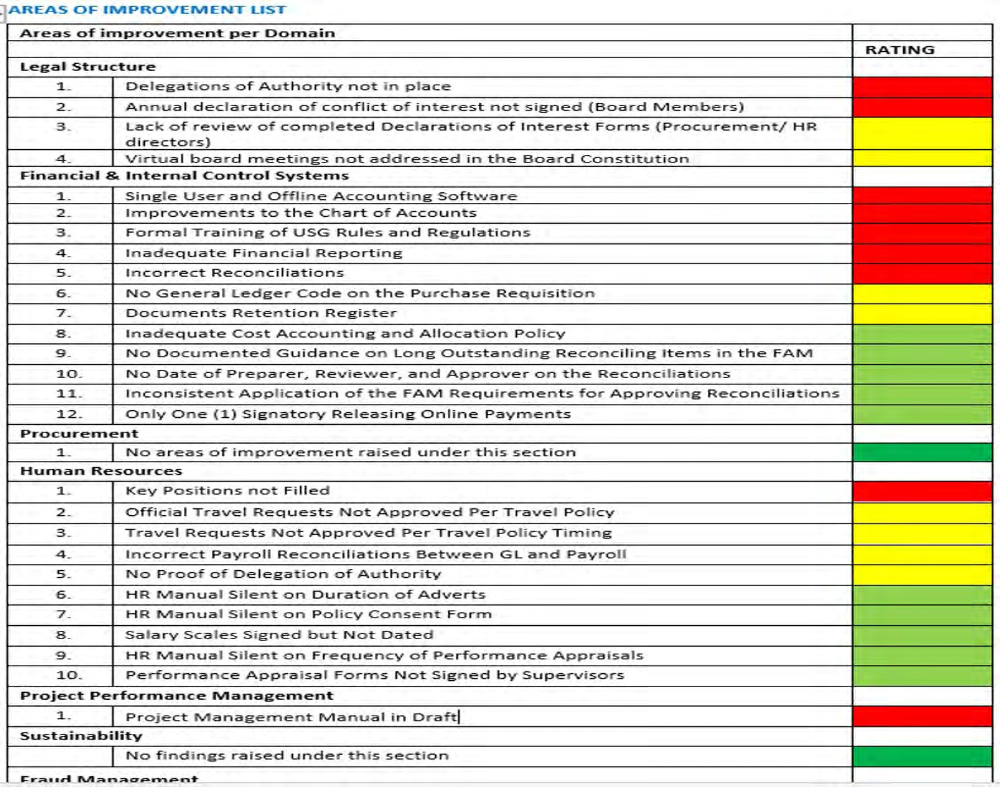 AREAS OF IMPROVEMENT LIST
Areas of improvement per Domain
RATING
Legal Structure
1. Delegations of Authority not in place
2. Annual declaration of conflict of interest not signed (Board Members)
3. Lack of review of completed Declarations of Interest Forms (Procurement/ HR
directors)
4. Virtual board meetings not addressed in the Board Constitution
Financial & Internal Control Systems
1. Single User and Offline Accounting Software
2. Improvements to the Chart of Accounts
3. Formal Training of USG Rules and Regulations
4. Inadequate Financial Reporting
5. Incorrect Reconciliations
6. No General Ledger Code on the Purchase Requisition
7. Documents Retention Register
8. Inadequate Cost Accounting and Allocation Policy
9. No Documented Guidance on Long Outstanding Reconciling Items in the FAM
10. No Date of Preparer, Reviewer, and Approver on the Reconciliations
11. Inconsistent Application of the FAM Requirements for Approving Reconciliations
12. Only One (1) Signatory Releasing Online Payments
Procurement
1. No areas of improvement raised under this section
Human Resources
1. Key Positions not Filled
2. Official Travel Requests Not Approved Per Travel Policy
3. Travel Requests Not Approved Per Travel Policy Timing
4. Incorrect Payroll Reconciliations Between GL and Payroll
5. No Proof of Delegation of Authority
6. HR Manual Silent on Duration of Adverts
7. HR Manual Silent on Policy Consent Form
8. Salary Scales Signed but Not Dated
9. HR Manual Silent on Frequency of Performance Appraisals
10. Performance Appraisal Forms Not Signed by Supervisors
Project Performance Management
1. Project Management Manual in Draft
Sustainability
No findings raised under this section
Fraud Management